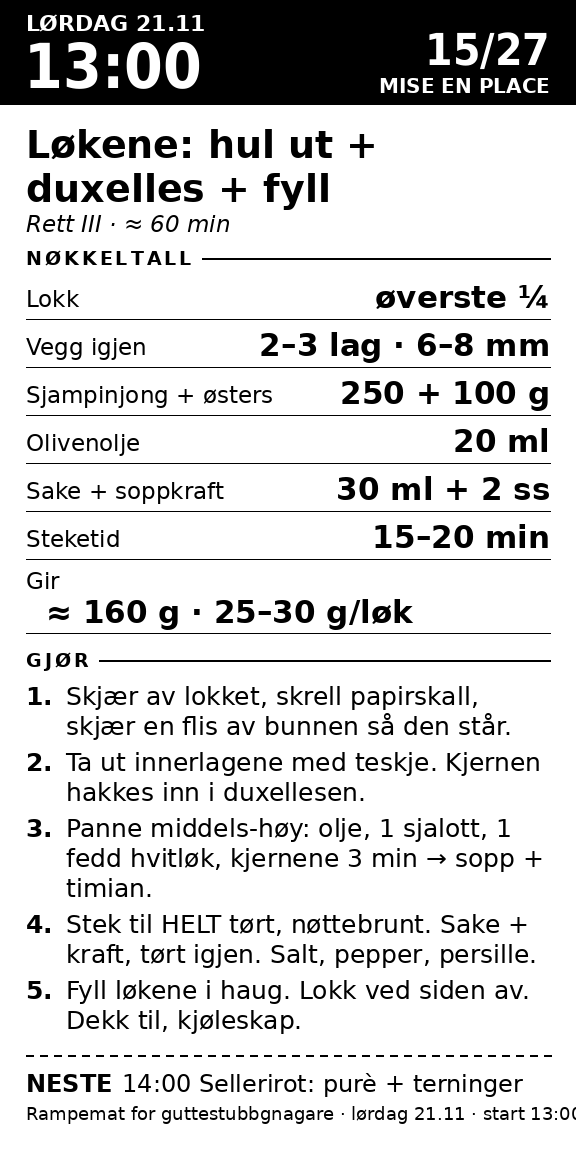 LØRDAG 21.11
13:00
15/27
MISE EN PLACE
Løkene: hul ut +
duxelles + fyll
Rett III · ≈ 60 min
NØKKELTALL
Lokk øverste ¼
Vegg igjen 2–3 lag · 6–8 mm
Sjampinjong + østers 250 + 100 g
Olivenolje 20 ml
Sake + soppkraft 30 ml + 2 ss
Steketid 15–20 min
Gir
≈ 160 g · 25–30 g/løk
GJØR
1. Skjær av lokket, skrell papirskall,
skjær en flis av bunnen så den står.
2. Ta ut innerlagene med teskje. Kjernen
hakkes inn i duxellesen.
3. Panne middels-høy: olje, 1 sjalott, 1
fedd hvitløk, kjernene 3 min → sopp +
timian.
4. Stek til HELT tørt, nøttebrunt. Sake +
kraft, tørt igjen. Salt, pepper, persille.
5. Fyll løkene i haug. Lokk ved siden av.
Dekk til, kjøleskap.
NESTE 14:00 Sellerirot: purè + terninger
Rampemat for guttestubbgnagare · lørdag 21.11 · start 13:00